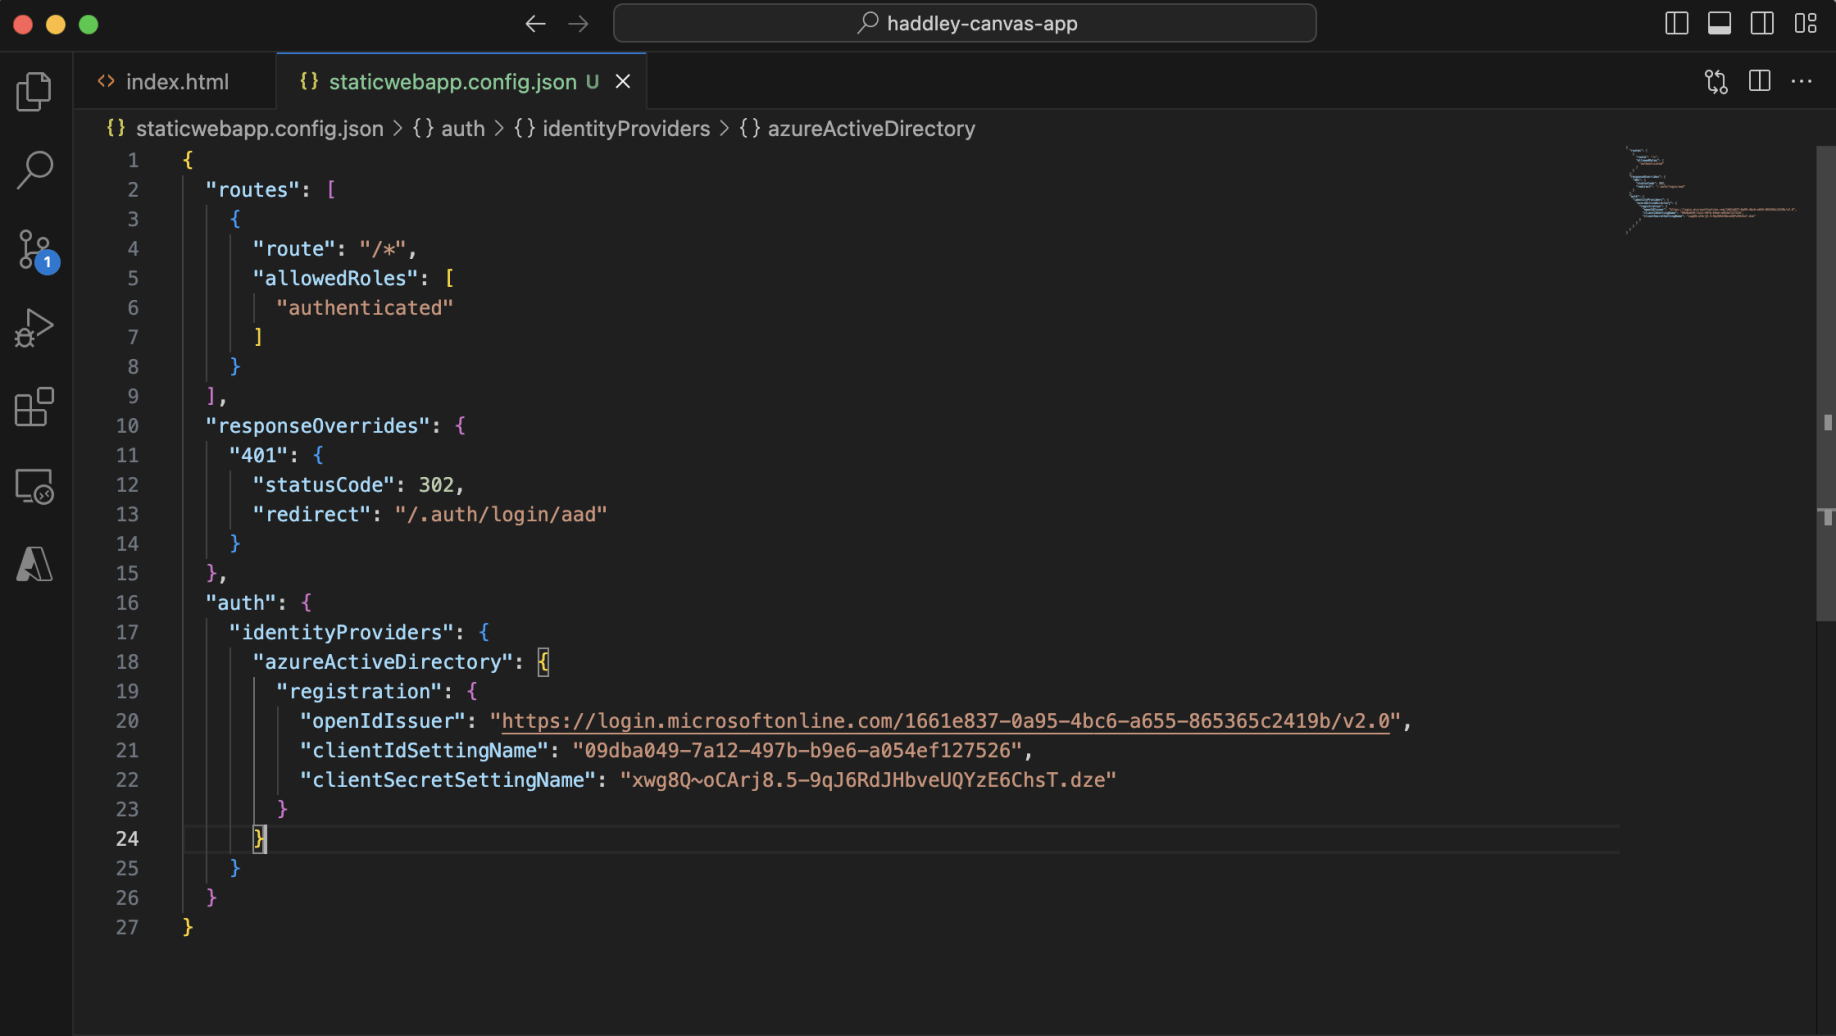 haddley-canvas-app
<> index.html
{} staticwebapp.config.json U
{} staticwebapp.config.json > {} auth > {} identityProviders > {} azureActiveDirectory
1 {
2 "routes": [
3 {
4 "route": "/*",
5 "allowedRoles": [
6 "authenticated"
7 ]
8 }
9 ],
10 "responseOverrides": {
11 "401": {
12 "statusCode": 302,
13 "redirect": "/.auth/login/aad"
14 }
15 },
16 "auth": {
17 "identityProviders": {
18 "azureActiveDirectory": {
19 "registration": {
20 "openIdIssuer": "https://login.microsoftonline.com/1661e837-0a95-4bc6-a655-865365c2419b/v2.0",
21 "clientIdSettingName": "09dba049-7a12-497b-b9e6-a054ef127526",
22 "clientSecretSettingName": "xwg8Q~oCArj8.5-9qJ6RdJHbveUQYzE6ChsT.dze"
23 }
24 }
25 }
26 }
27 }
1